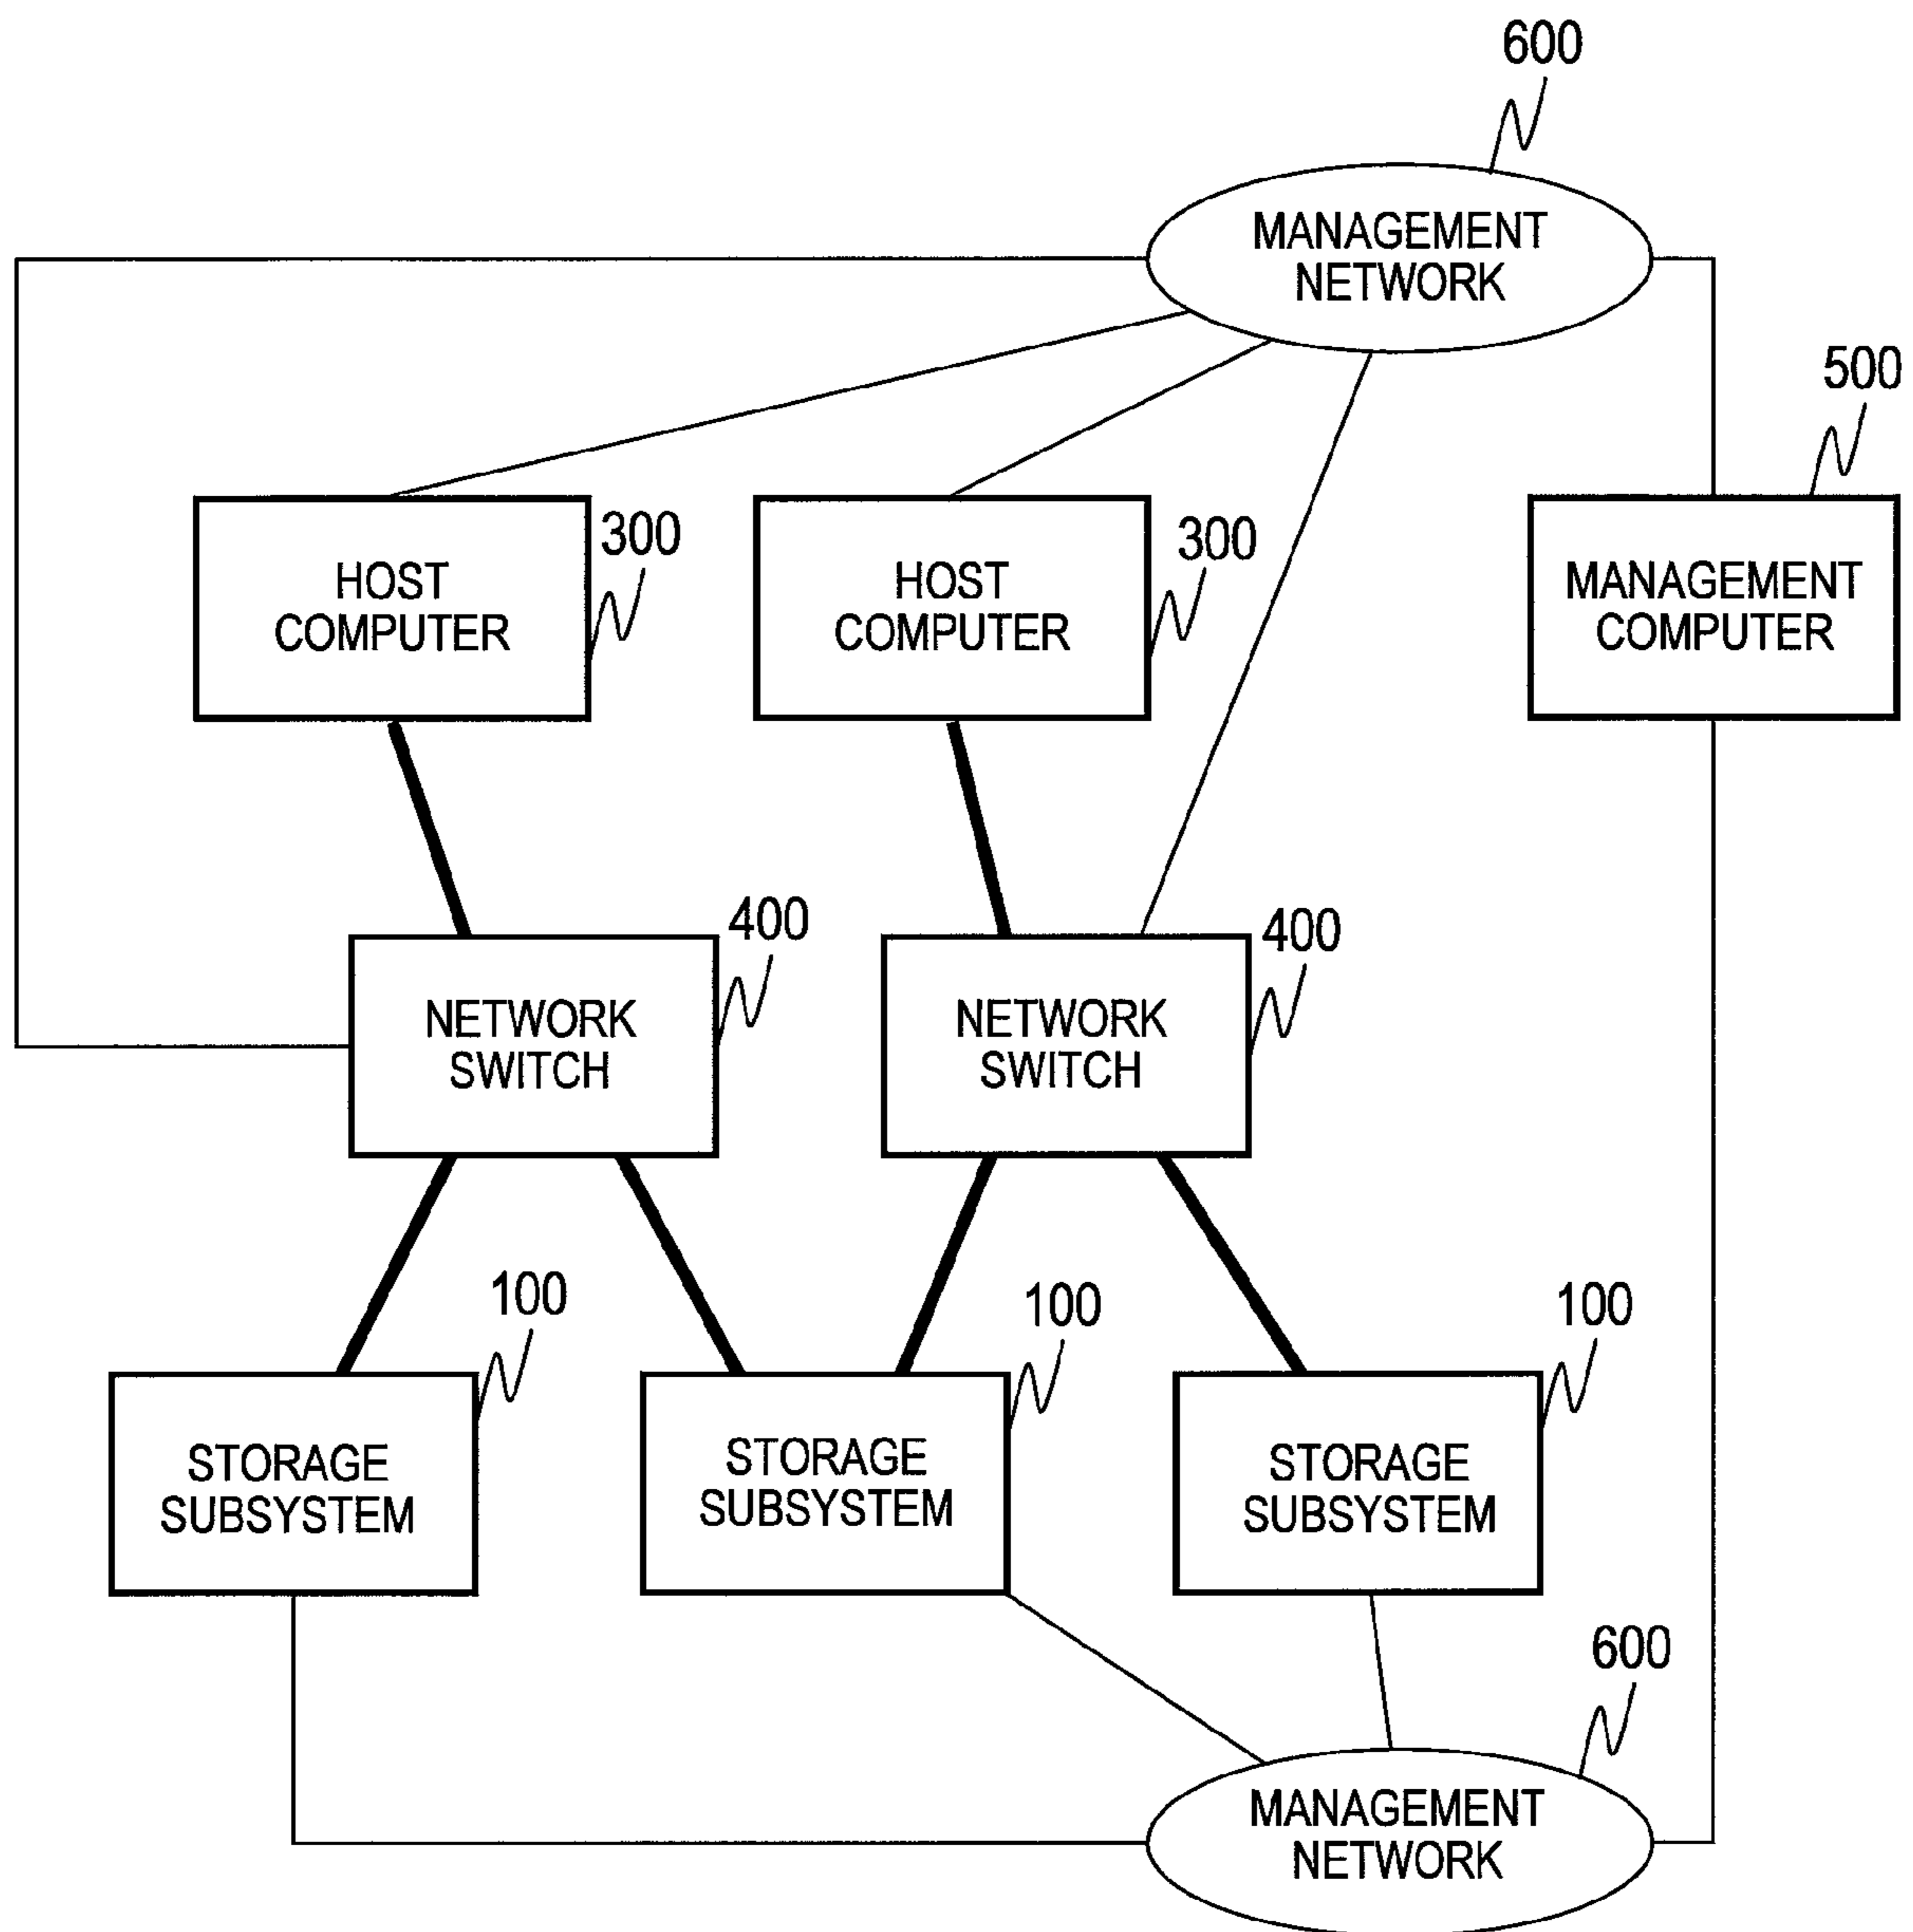 600
MANAGEMENT
NETWORK
500
300
300
HOST
COMPUTER
HOST
COMPUTER
MANAGEMENT
COMPUTER
400
400
NETWORK
SWITCH
NETWORK
SWITCH
100
100
100
STORAGE
SUBSYSTEM
STORAGE
SUBSYSTEM
STORAGE
SUBSYSTEM
600
MANAGEMENT
NETWORK